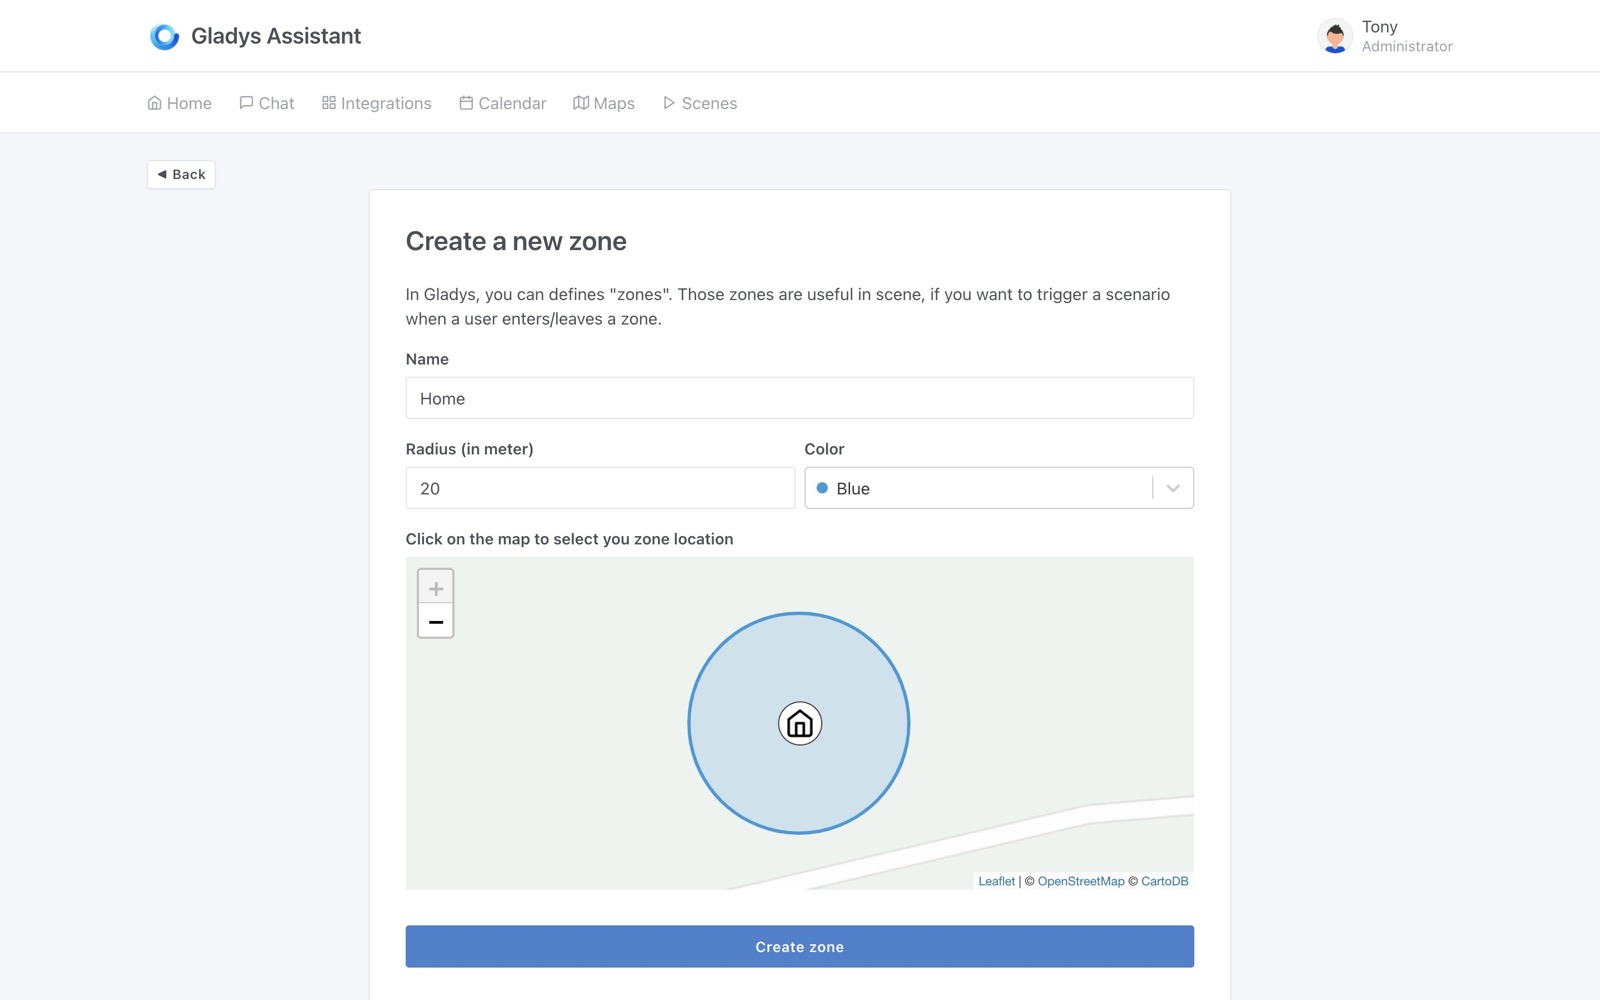 Gladys Assistant
Tony
Administrator
Home
Chat
Integrations
Calendar
Maps
Scenes
◄ Back
Create a new zone
In Gladys, you can defines "zones". Those zones are useful in scene, if you want to trigger a scenario
when a user enters/leaves a zone.
Name
Home
Radius (in meter)
Color
20
Blue
Click on the map to select you zone location
+
−
Leaflet | © OpenStreetMap © CartoDB
Create zone